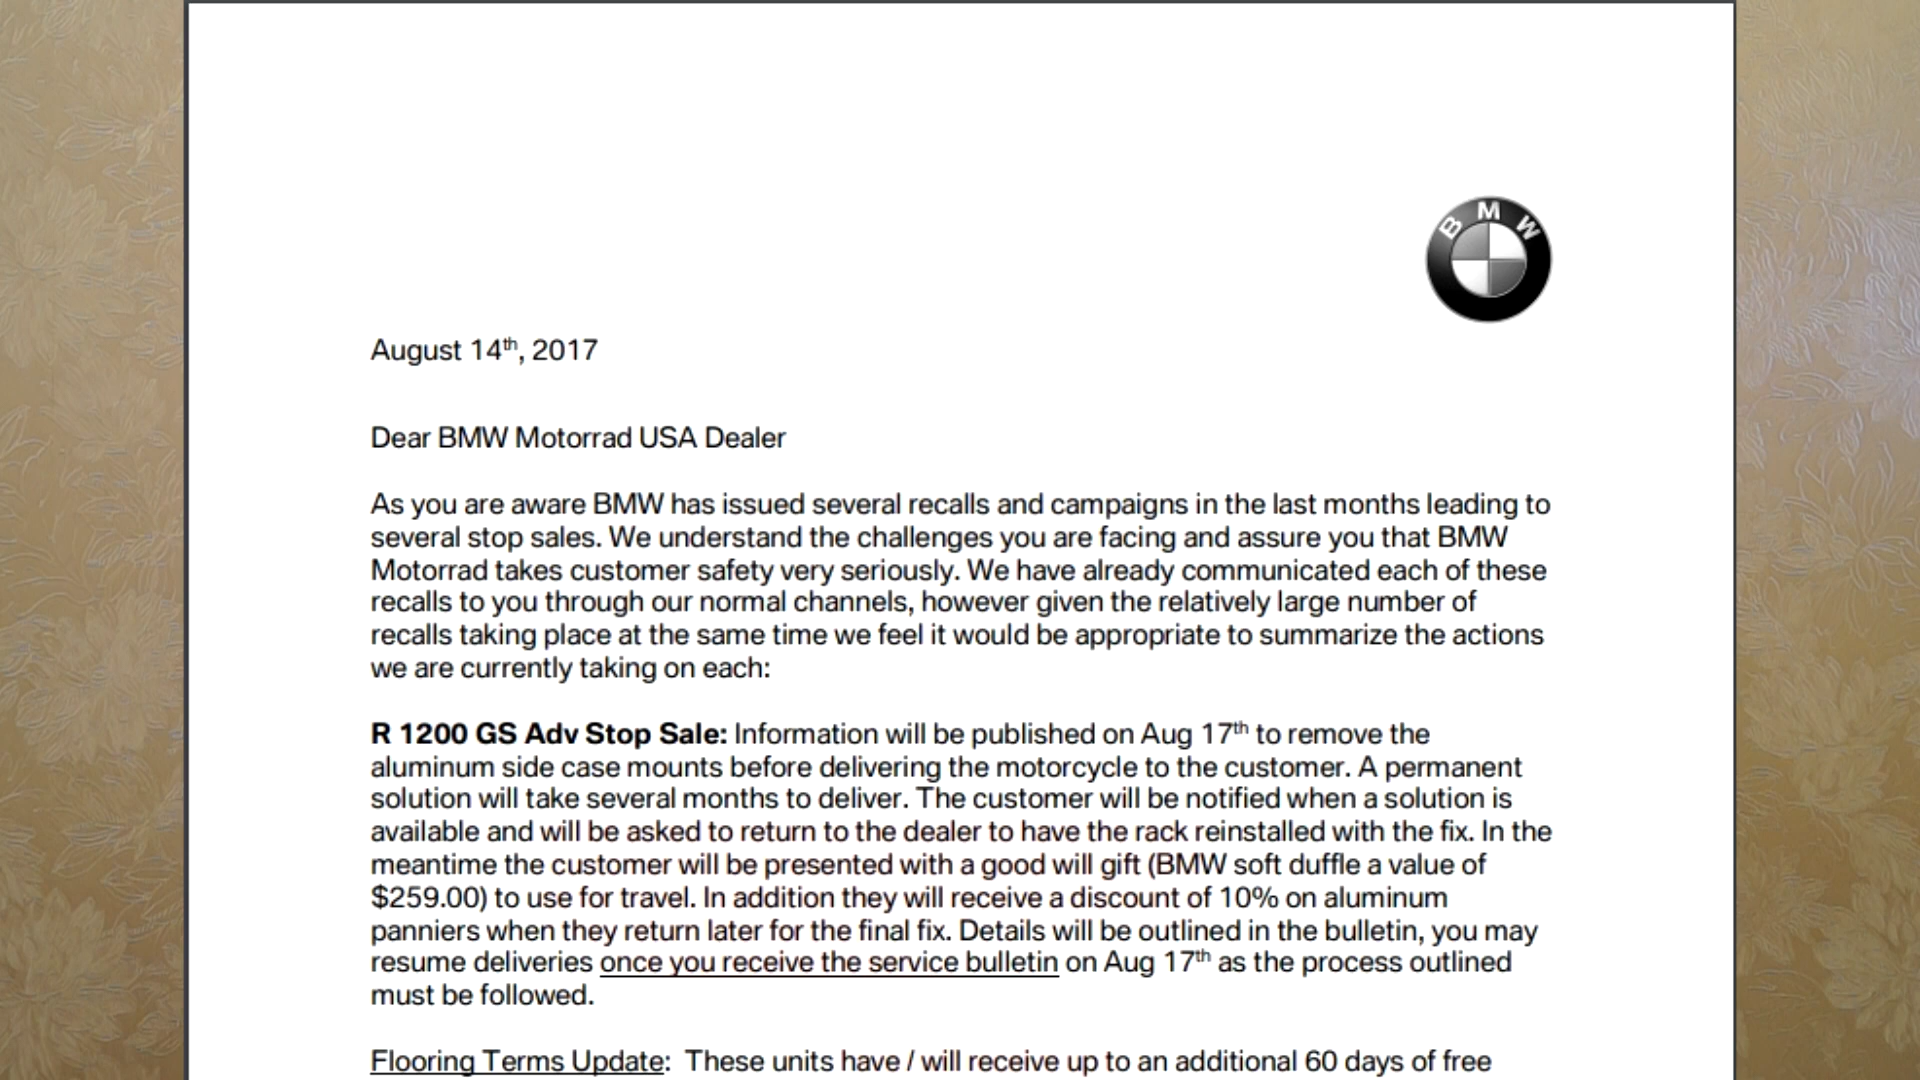 B M W
August 14th, 2017
Dear BMW Motorrad USA Dealer
As you are aware BMW has issued several recalls and campaigns in the last months leading to
several stop sales. We understand the challenges you are facing and assure you that BMW
Motorrad takes customer safety very seriously. We have already communicated each of these
recalls to you through our normal channels, however given the relatively large number of
recalls taking place at the same time we feel it would be appropriate to summarize the actions
we are currently taking on each:
R 1200 GS Adv Stop Sale: Information will be published on Aug 17th to remove the
aluminum side case mounts before delivering the motorcycle to the customer. A permanent
solution will take several months to deliver. The customer will be notified when a solution is
available and will be asked to return to the dealer to have the rack reinstalled with the fix. In the
meantime the customer will be presented with a good will gift (BMW soft duffle a value of
$259.00) to use for travel. In addition they will receive a discount of 10% on aluminum
panniers when they return later for the final fix. Details will be outlined in the bulletin, you may
resume deliveries once you receive the service bulletin on Aug 17th as the process outlined
must be followed.
Flooring Terms Update: These units have / will receive up to an additional 60 days of free